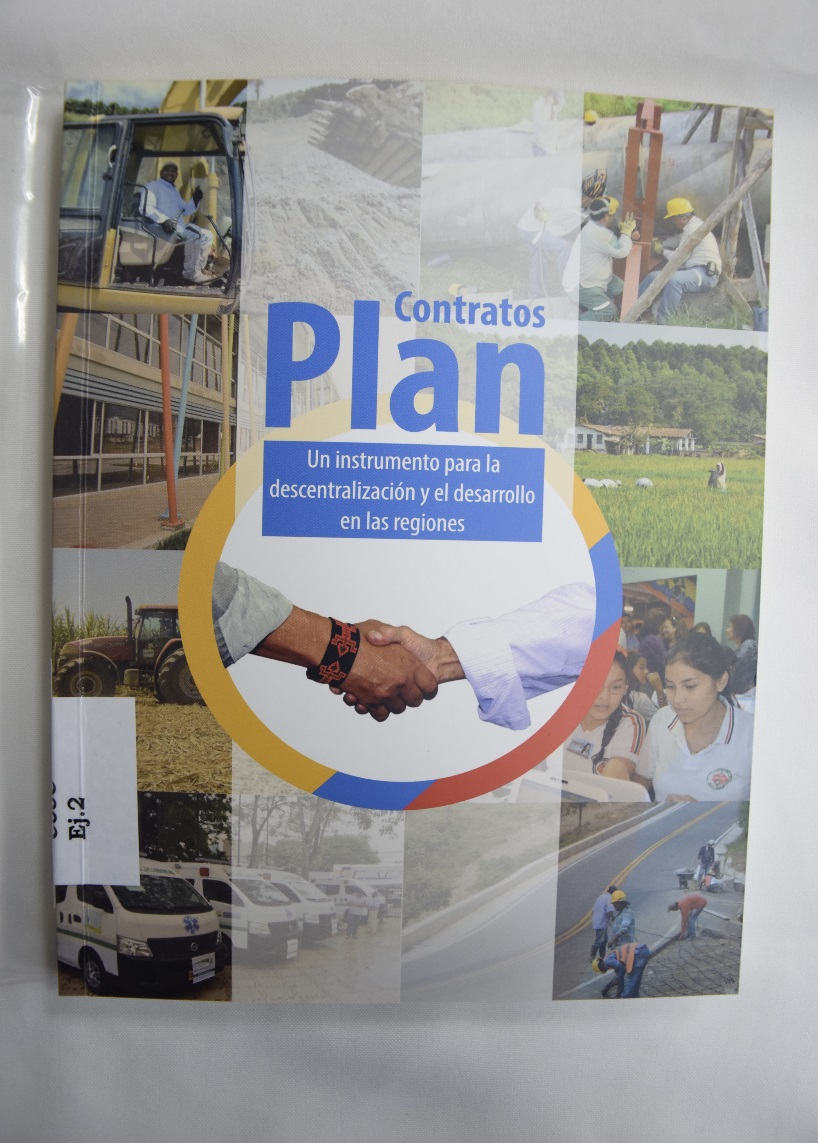 Contratos
Plan
Un instrumento para la
descentralización y el desarrollo
en las regiones
Ej.2